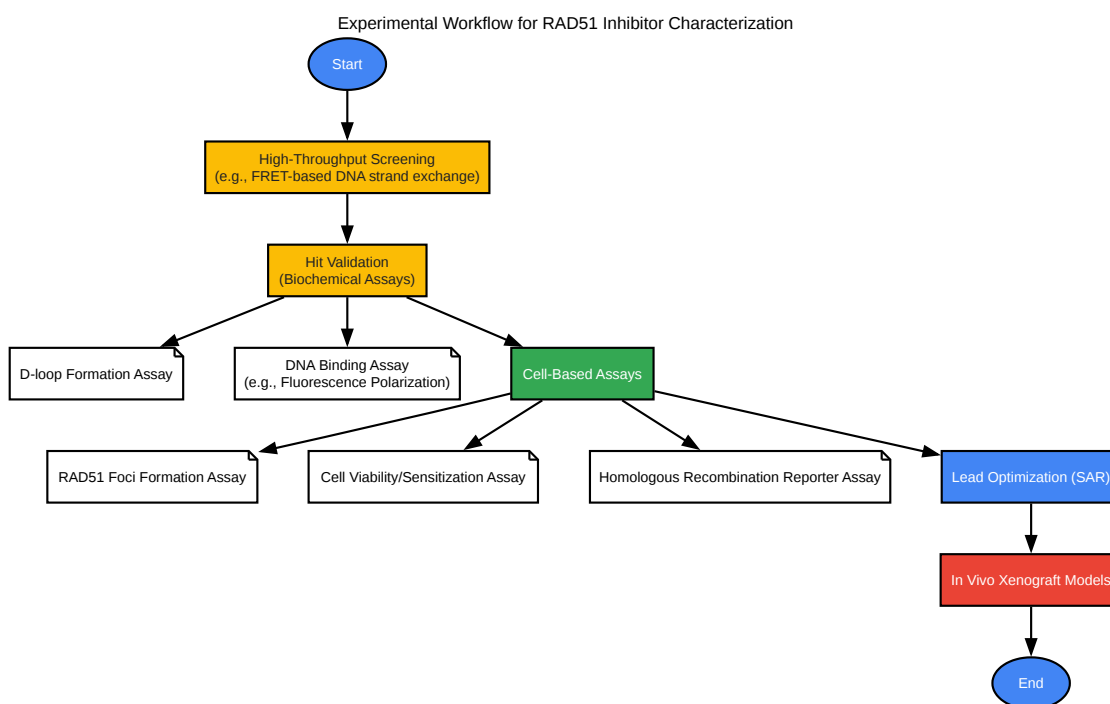 Experimental Workflow for RAD51 Inhibitor Characterization
Start
High-Throughput Screening
(e.g., FRET-based DNA strand exchange)
Hit Validation
(Biochemical Assays)
D-loop Formation Assay
DNA Binding Assay
(e.g., Fluorescence Polarization)
Cell-Based Assays
RAD51 Foci Formation Assay
Cell Viability/Sensitization Assay
Homologous Recombination Reporter Assay
Lead Optimization (SAR)
In Vivo Xenograft Models
End